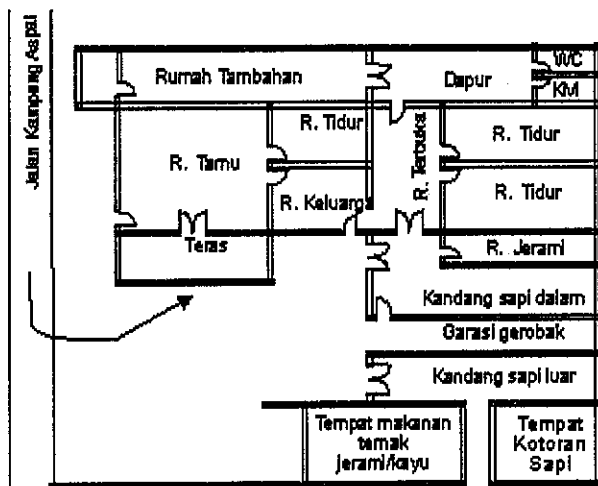 Jalan Kampung Aspal
Rumah Tambahan
Dapur
WC
KM
R. Tidur
R. Tamu
R. Keluarga
R. Terbuka
R. Tidur
R. Tidur
Teras
R. Jerami
Kandang sapi dalam
Garasi gerobak
Kandang sapi luar
Tempat makanan
ternak
jerami/kayu
Tempat
Kotoran
Sapi